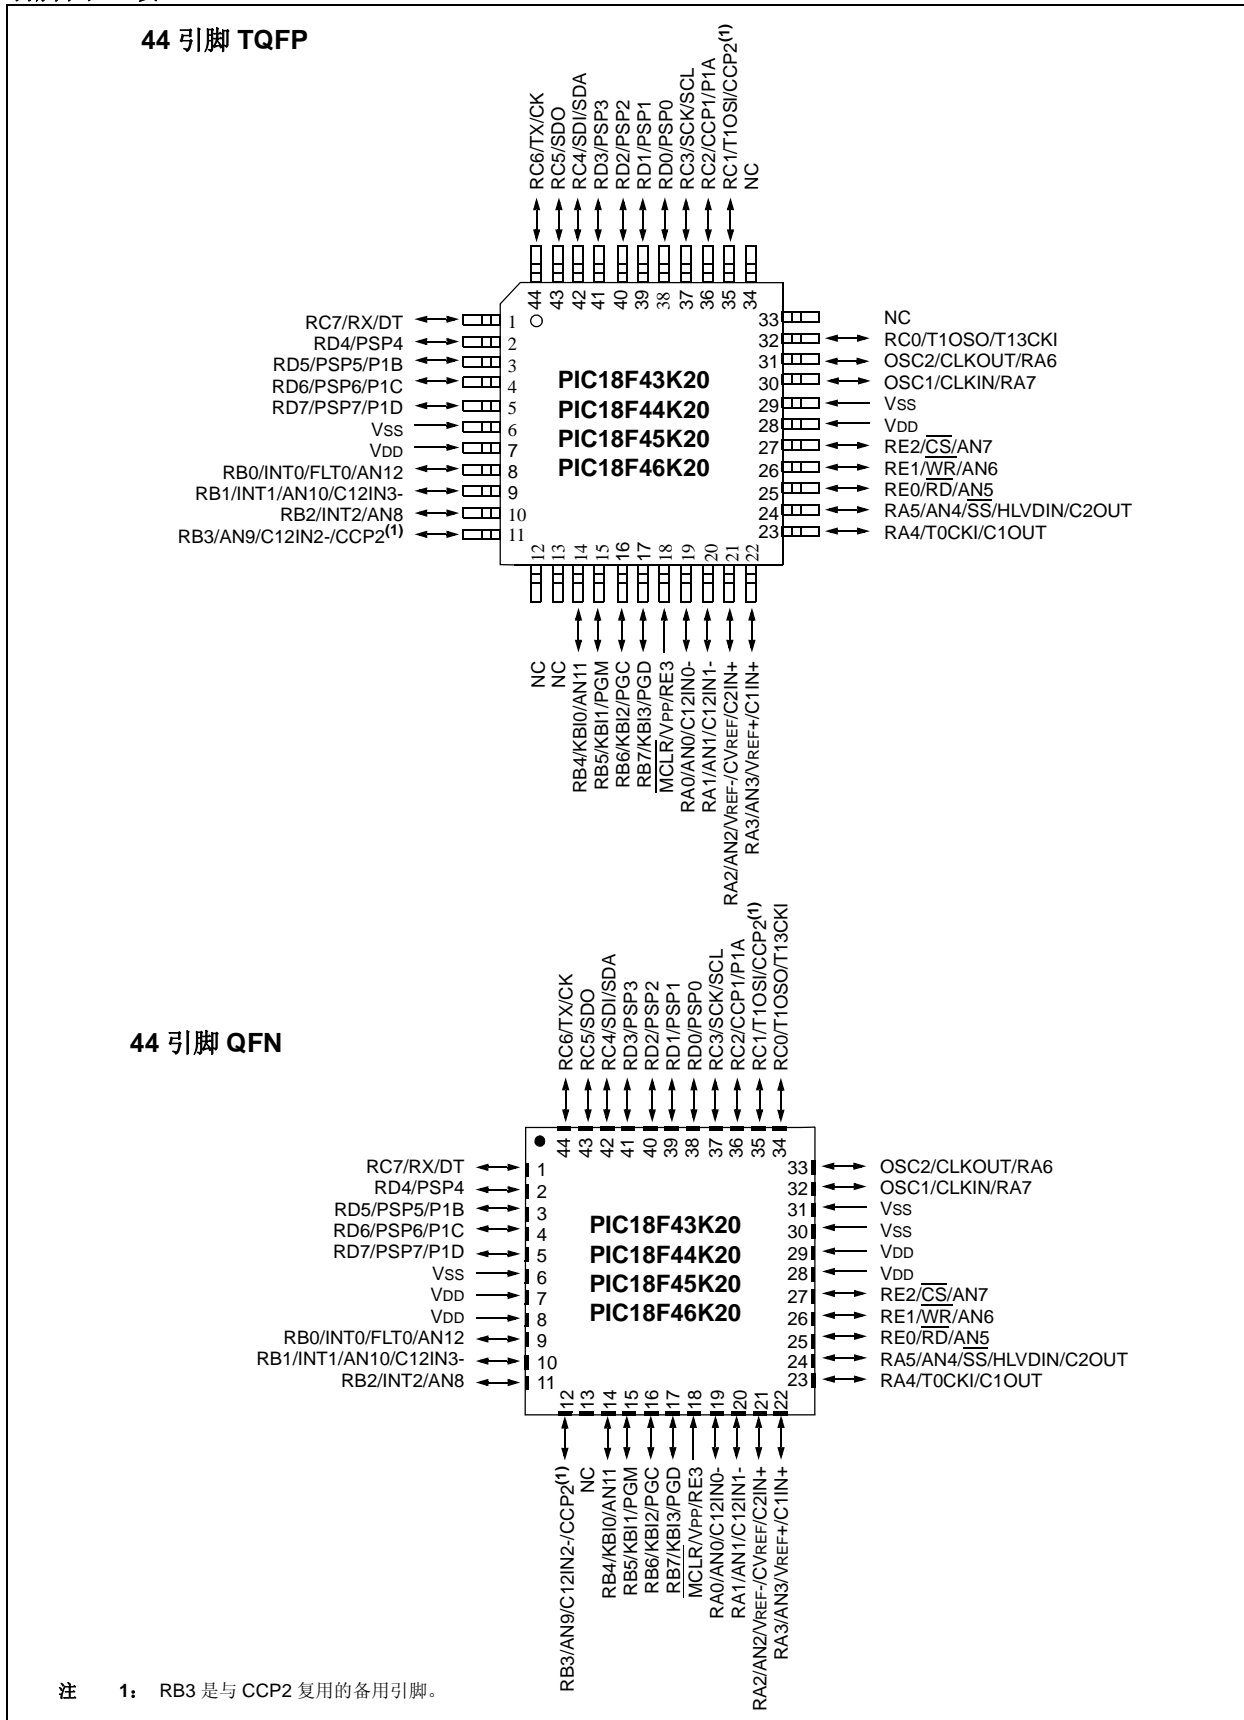 44 引脚 TQFP
RC6/TX/CK
RC5/SDO
RC4/SDI/SDA
RD3/PSP3
RD2/PSP2
RD1/PSP1
RD0/PSP0
RC3/SCK/SCL
RC2/CCP1/P1A
RC1/T1OSI/CCP2(1)
NC
44
43
42
41
40
39
38
37
36
35
34
RC7/RX/DT 1
RD4/PSP4 2
RD5/PSP5/P1B 3
RD6/PSP6/P1C 4
RD7/PSP7/P1D 5
VSS 6
VDD 7
RB0/INT0/FLT0/AN12 8
RB1/INT1/AN10/C12IN3- 9
RB2/INT2/AN8 10
RB3/AN9/C12IN2-/CCP2(1) 11
PIC18F43K20
PIC18F44K20
PIC18F45K20
PIC18F46K20
33 NC
32 RC0/T1OSO/T13CKI
31 OSC2/CLKOUT/RA6
30 OSC1/CLKIN/RA7
29 VSS
28 VDD
27 RE2/CS/AN7
26 RE1/WR/AN6
25 RE0/RD/AN5
24 RA5/AN4/SS/HLVDIN/C2OUT
23 RA4/T0CKI/C1OUT
12
13
14
15
16
17
18
19
20
21
22
NC
NC
RB4/KBI0/AN11
RB5/KBI1/PGM
RB6/KBI2/PGC
RB7/KBI3/PGD
MCLR/VPP/RE3
RA0/AN0/C12IN0-
RA1/AN1/C12IN1-
RA2/AN2/VREF-/CVREF/C2IN+
RA3/AN3/VREF+/C1IN+
44 引脚 QFN
RC6/TX/CK
RC5/SDO
RC4/SDI/SDA
RD3/PSP3
RD2/PSP2
RD1/PSP1
RD0/PSP0
RC3/SCK/SCL
RC2/CCP1/P1A
RC1/T1OSI/CCP2(1)
RC0/T1OSO/T13CKI
44
43
42
41
40
39
38
37
36
35
34
RC7/RX/DT 1
RD4/PSP4 2
RD5/PSP5/P1B 3
RD6/PSP6/P1C 4
RD7/PSP7/P1D 5
VSS 6
VDD 7
VDD 8
RB0/INT0/FLT0/AN12 9
RB1/INT1/AN10/C12IN3- 10
RB2/INT2/AN8 11
PIC18F43K20
PIC18F44K20
PIC18F45K20
PIC18F46K20
33 OSC2/CLKOUT/RA6
32 OSC1/CLKIN/RA7
31 VSS
30 VSS
29 VDD
28 VDD
27 RE2/CS/AN7
26 RE1/WR/AN6
25 RE0/RD/AN5
24 RA5/AN4/SS/HLVDIN/C2OUT
23 RA4/T0CKI/C1OUT
12
13
14
15
16
17
18
19
20
21
22
RB3/AN9/C12IN2-/CCP2(1)
NC
RB4/KBI0/AN11
RB5/KBI1/PGM
RB6/KBI2/PGC
RB7/KBI3/PGD
MCLR/VPP/RE3
RA0/AN0/C12IN0-
RA1/AN1/C12IN1-
RA2/AN2/VREF-/CVREF/C2IN+
RA3/AN3/VREF+/C1IN+
注 1： RB3 是与 CCP2 复用的备用引脚。